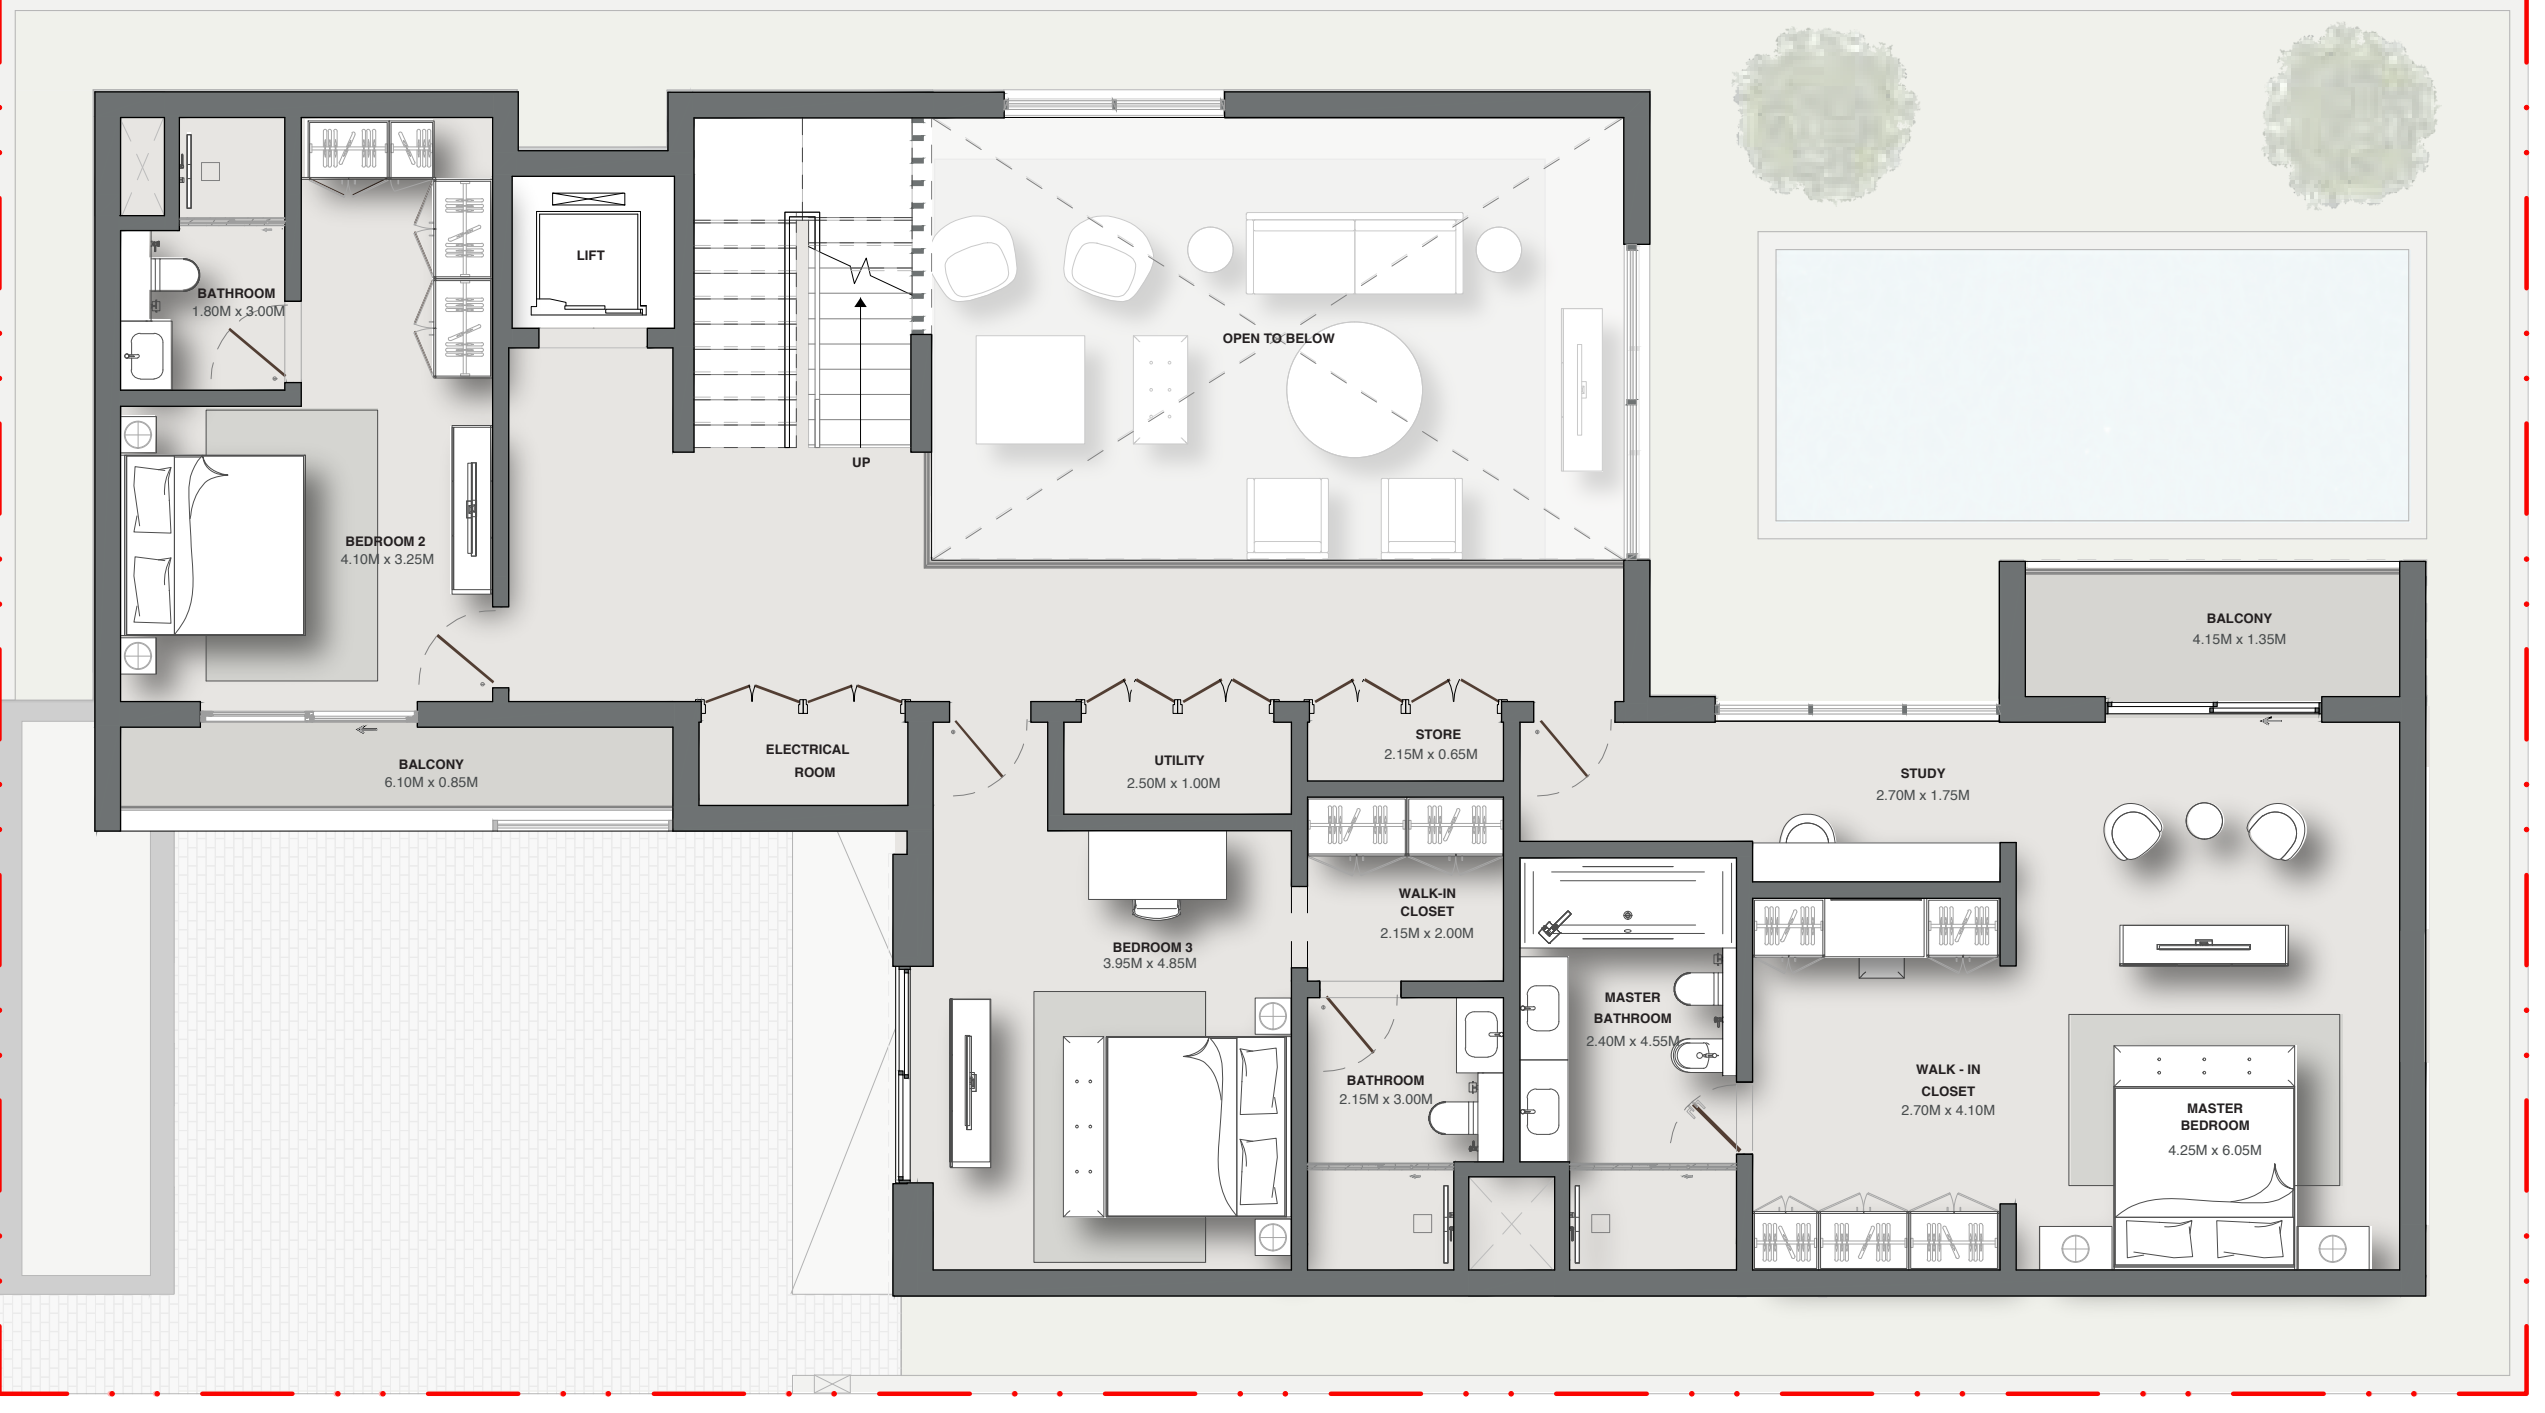 LIFT
BATHROOM
1.80M x 3.00M
OPEN TO BELOW
UP
BEDROOM 2
4.10M x 3.25M
BALCONY
4.15M x 1.35M
BALCONY
6.10M x 0.85M
ELECTRICAL
ROOM
UTILITY
2.50M x 1.00M
STORE
2.15M x 0.65M
STUDY
2.70M x 1.75M
WALK-IN
CLOSET
2.15M x 2.00M
BEDROOM 3
3.95M x 4.85M
MASTER
BATHROOM
2.40M x 4.55M
BATHROOM
2.15M x 3.00M
WALK - IN
CLOSET
2.70M x 4.10M
MASTER
BEDROOM
4.25M x 6.05M